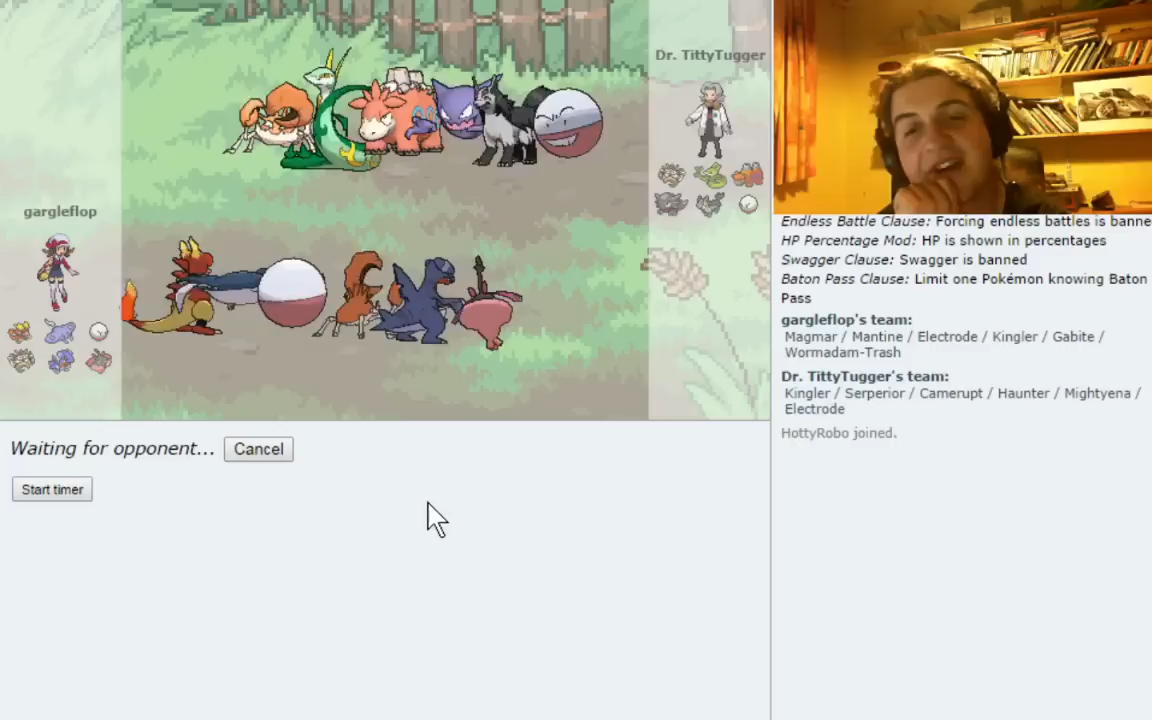 Dr. TittyTugger
gargleflop
Endless Battle Clause: Forcing endless battles is banne
HP Percentage Mod: HP is shown in percentages
Swagger Clause: Swagger is banned
Baton Pass Clause: Limit one Pokémon knowing Baton
Pass
gargleflop's team:
Magmar / Mantine / Electrode / Kingler / Gabite /
Wormadam-Trash
Dr. TittyTugger's team:
Kingler / Serperior / Camerupt / Haunter / Mightyena /
Electrode
HottyRobo joined.
Waiting for opponent...
Cancel
Start timer